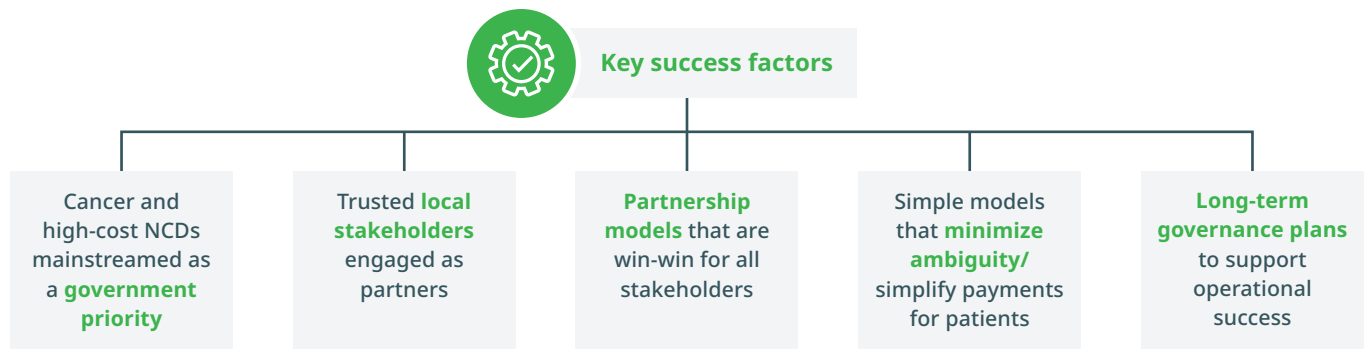 Key success factors
Cancer and
high-cost NCDs
mainstreamed as
a government
priority
Trusted local
stakeholders
engaged as
partners
Partnership
models that are
win-win for all
stakeholders
Simple models
that minimize
ambiguity/
simplify payments
for patients
Long-term
governance plans
to support
operational
success